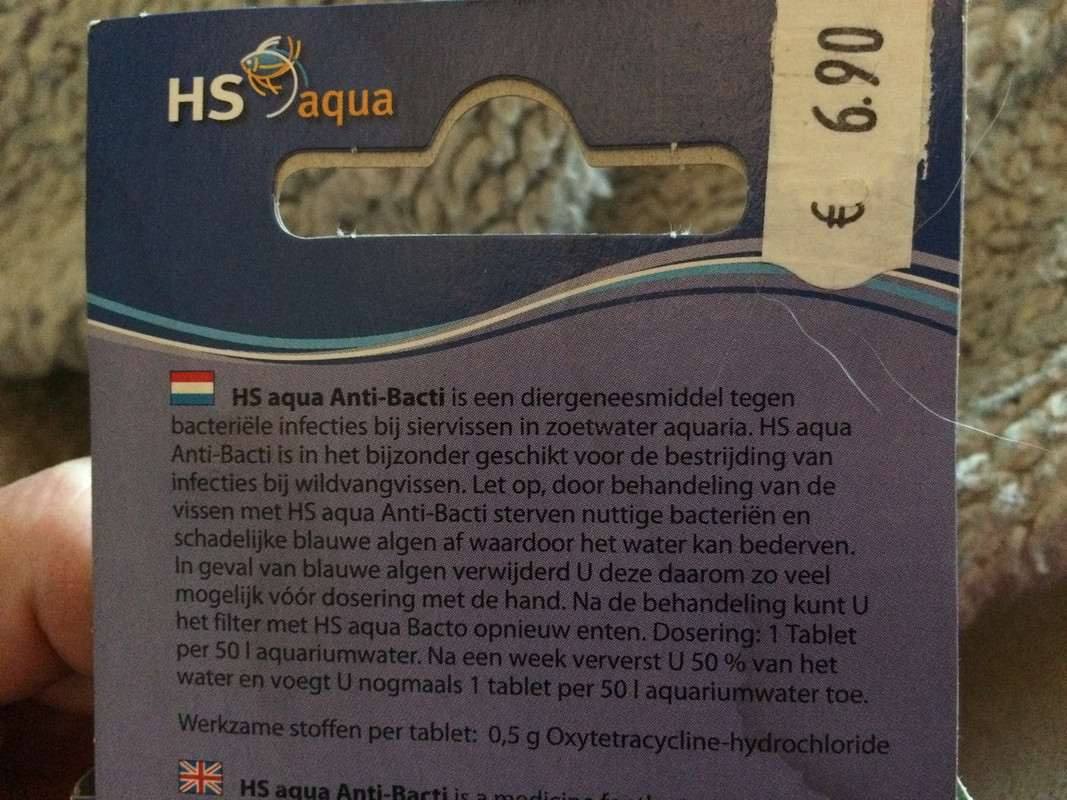 HS aqua
€ 6.90
HS aqua Anti-Bacti is een diergeneesmiddel tegen
bacteriële infecties bij siervissen in zoetwater aquaria. HS aqua
Anti-Bacti is in het bijzonder geschikt voor de bestrijding van
infecties bij wildvangvissen. Let op, door behandeling van de
vissen met HS aqua Anti-Bacti sterven nuttige bacteriën en
schadelijke blauwe algen af waardoor het water kan bederven.
In geval van blauwe algen verwijderd U deze daarom zo veel
mogelijk vóór dosering met de hand. Na de behandeling kunt U
het filter met HS aqua Bacto opnieuw enten. Dosering: 1 Tablet
per 50 l aquariumwater. Na een week ververst U 50 % van het
water en voegt U nogmaals 1 tablet per 50 l aquariumwater toe.
Werkzame stoffen per tablet: 0,5 g Oxytetracycline-hydrochloride
HS aqua Anti-Bacti is a medicine for the